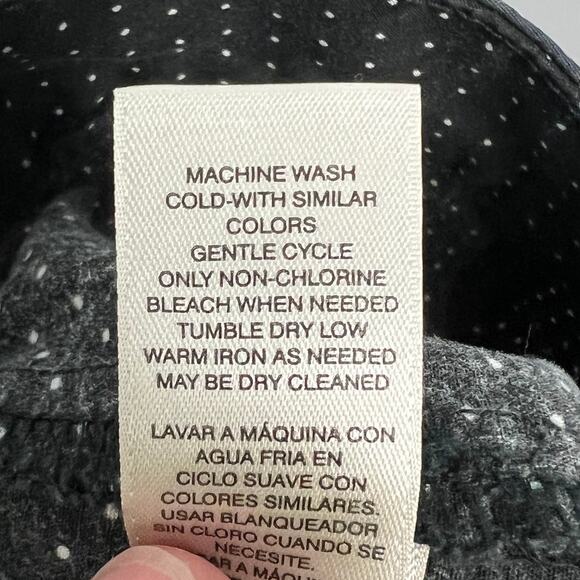 MACHINE WASH
COLD-WITH SIMILAR
COLORS
GENTLE CYCLE
ONLY NON-CHLORINE
BLEACH WHEN NEEDED
TUMBLE DRY LOW
WARM IRON AS NEEDED
MAY BE DRY CLEANED
LAVAR A MÁQUINA CON
AGUA FRIA EN
CICLO SUAVE CON
COLORES SIMILARES.
USAR BLANQUEADOR
SIN CLORO CUANDO SE
NECESITE.
A MÁQUINA